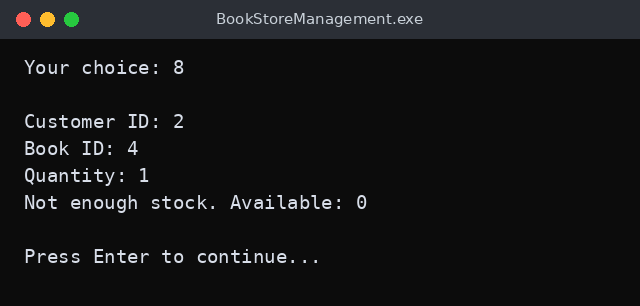 BookStoreManagement.exe
Your choice: 8
Customer ID: 2
Book ID: 4
Quantity: 1
Not enough stock. Available: 0
Press Enter to continue...